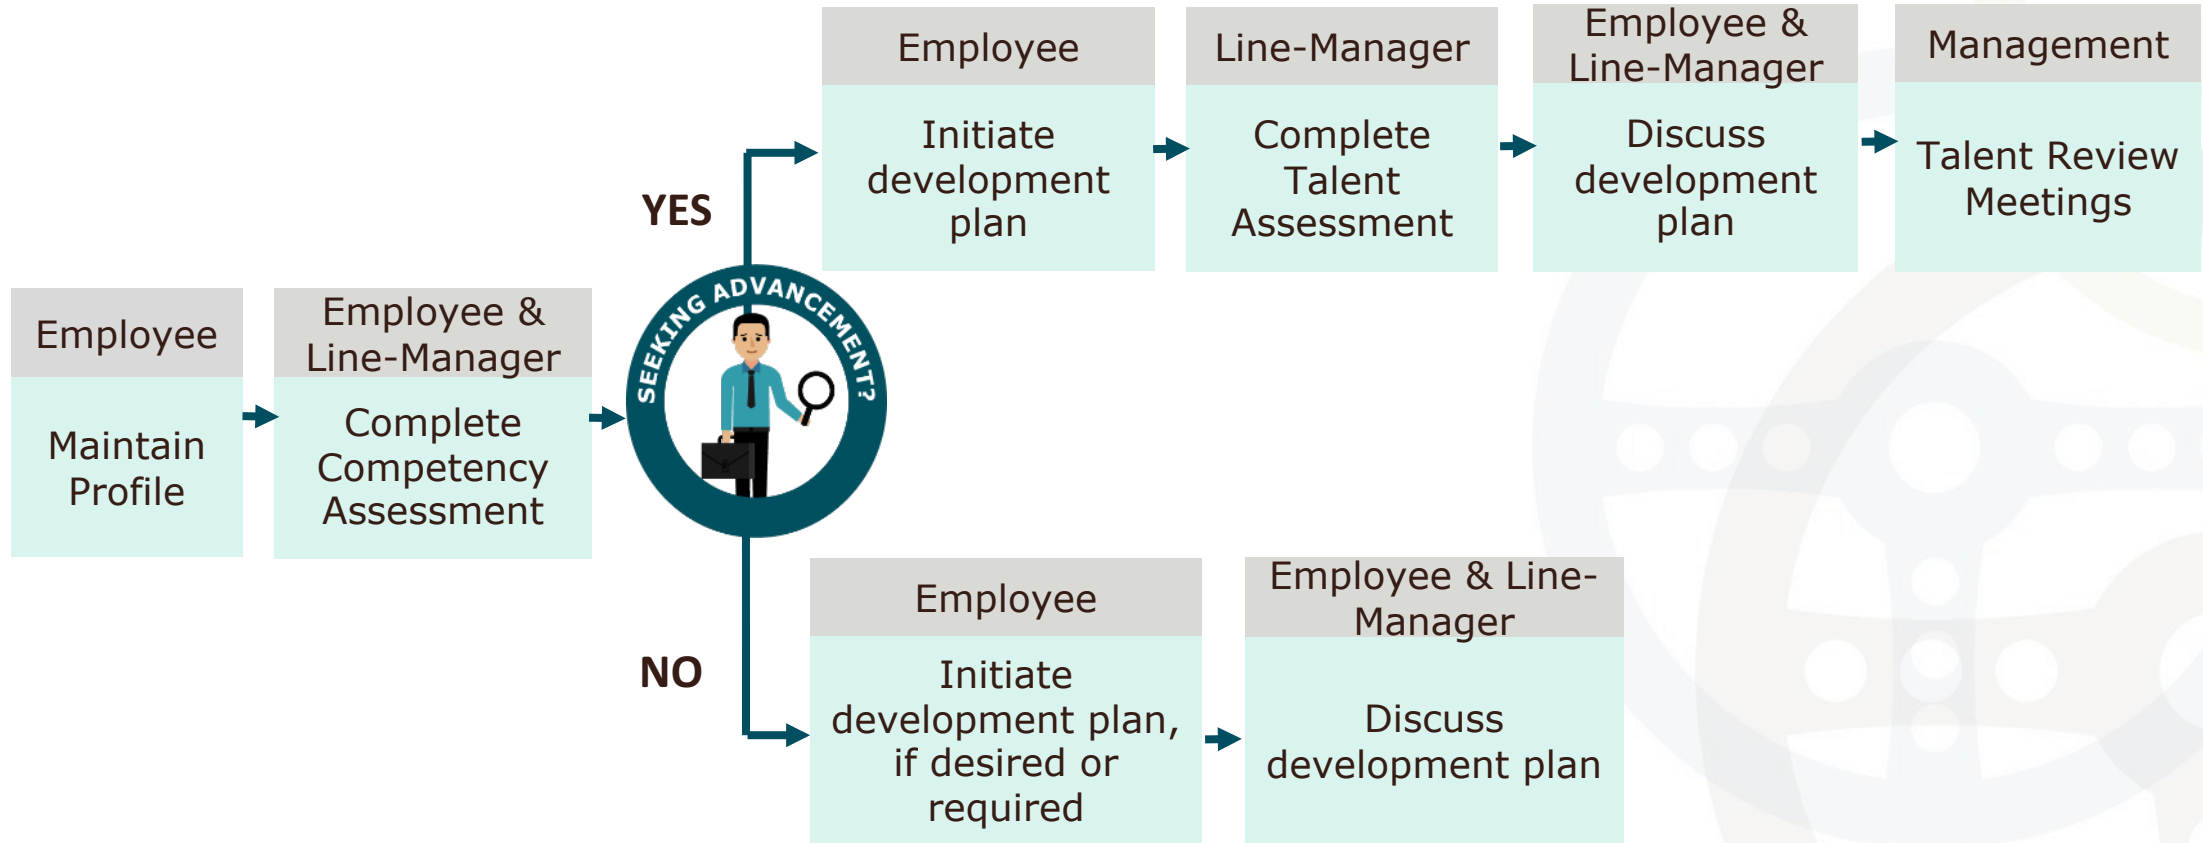 Employee
Maintain
Profile
Employee &
Line-Manager
Complete
Competency
Assessment
SEEKING ADVANCEMENT?
YES
Employee
Initiate
development
plan
Line-Manager
Complete
Talent
Assessment
Employee &
Line-Manager
Discuss
development
plan
Management
Talent Review
Meetings
NO
Employee
Initiate
development plan,
if desired or
required
Employee & Line-
Manager
Discuss
development plan